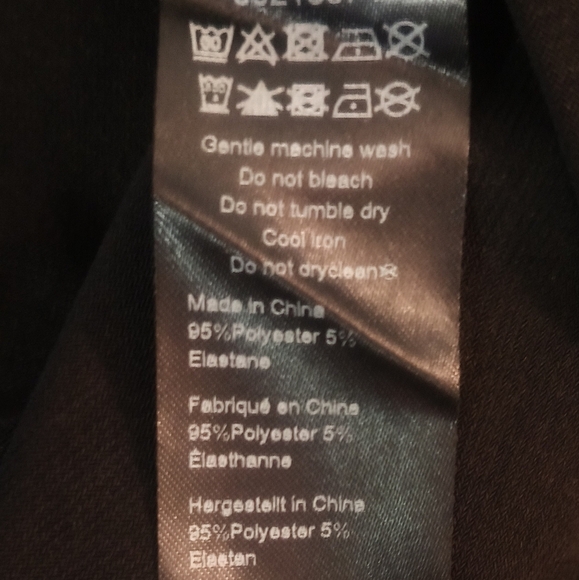 Gentle machine wash
Do not bleach
Do not tumble dry
Cool iron
Do not dryclean
Made in China
95%Polyester 5%
Elastane
Fabriqué en Chine
95%Polyester 5%
Élasthanne
Hergestellt in China
95%Polyester 5%
Elastan